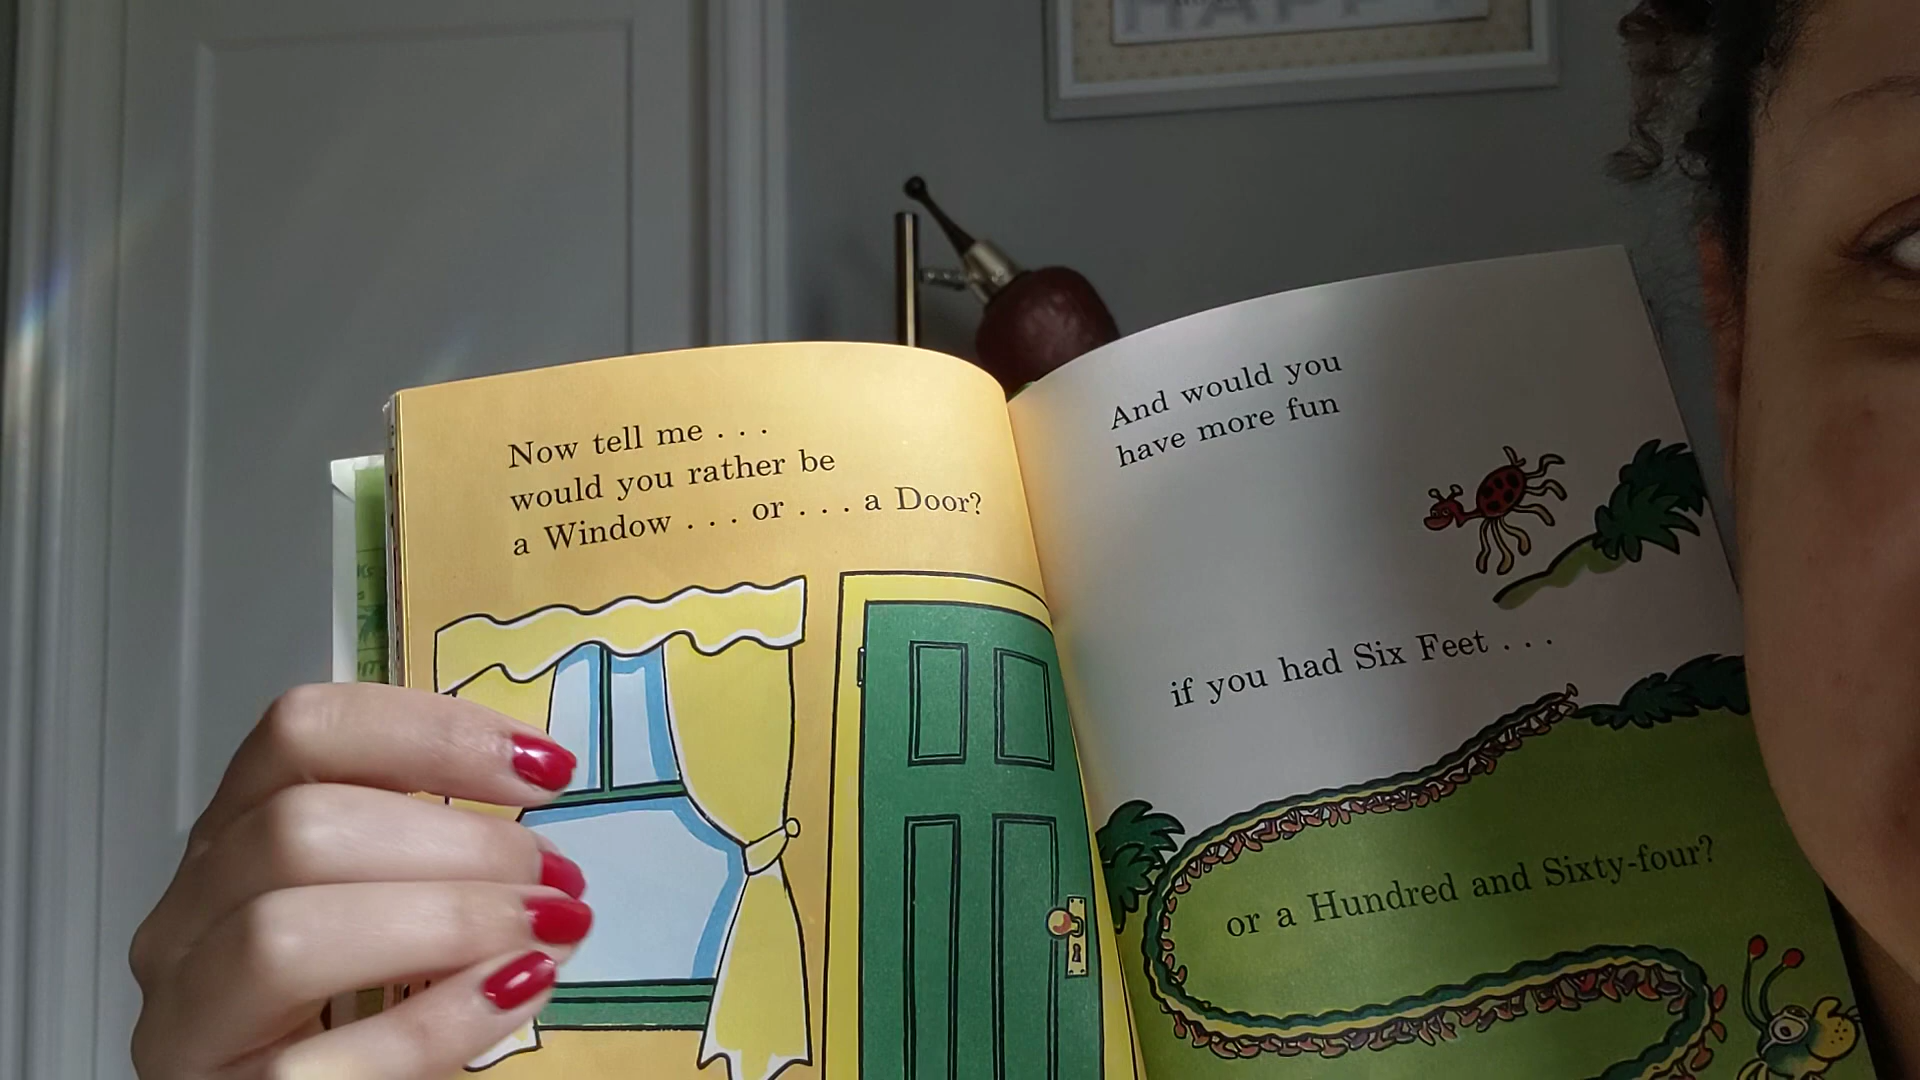 HAPPY
Now tell me . . .
would you rather be
a Window . . . or . . . a Door?
And would you
have more fun
if you had Six Feet . . .
or a Hundred and Sixty-four?